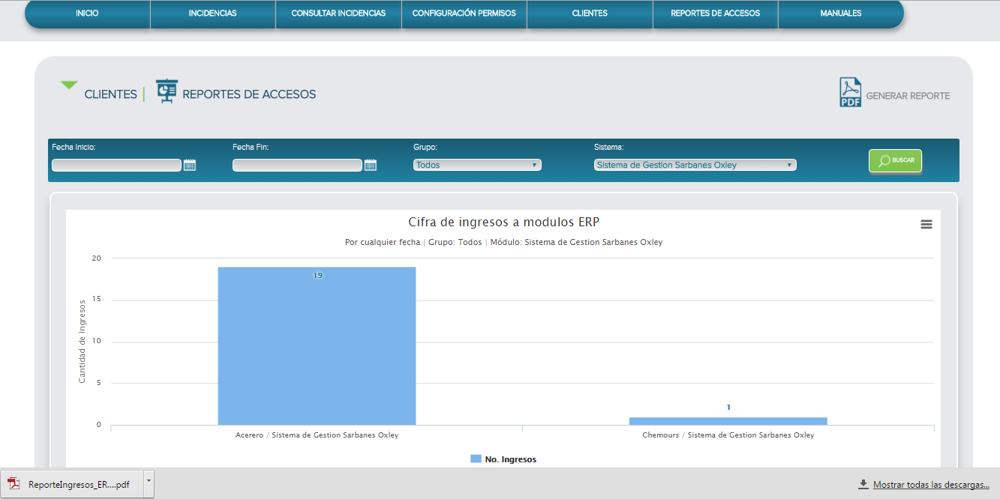 INICIO
INCIDENCIAS
CONSULTAR INCIDENCIAS
CONFIGURACIÓN PERMISOS
CLIENTES
REPORTES DE ACCESOS
MANUALES
CLIENTES | REPORTES DE ACCESOS
PDF GENERAR REPORTE
Fecha Inicio:
Fecha Fin:
Grupo:
Todos
Sistema:
Sistema de Gestion Sarbanes Oxley
BUSCAR
Cifra de ingresos a modulos ERP
Por cualquier fecha | Grupo: Todos | Módulo: Sistema de Gestion Sarbanes Oxley
Cantidad de Ingresos
20
15
10
5
0
19
1
Acerero / Sistema de Gestion Sarbanes Oxley
Chemours / Sistema de Gestion Sarbanes Oxley
No. Ingresos
ReporteIngresos_ER....pdf
Mostrar todas las descargas...